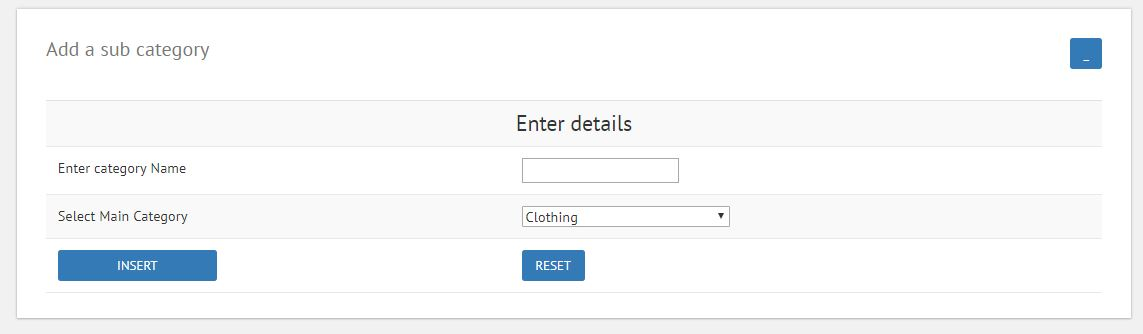 Add a sub category
_
Enter details
Enter category Name
Select Main Category
Clothing
INSERT
RESET